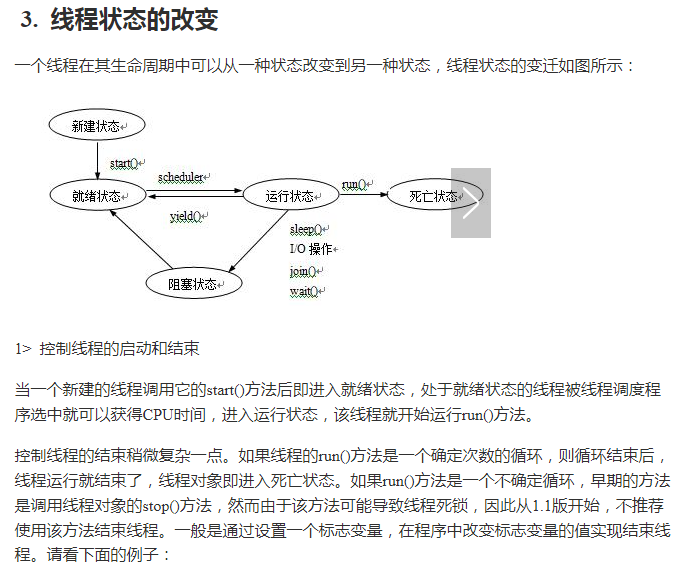 3. 线程状态的改变
一个线程在其生命周期中可以从一种状态改变到另一种状态，线程状态的变迁如图所示：
新建状态
start()
scheduler
run()
就绪状态
运行状态
死亡状态
yield()
sleep()
I/O 操作
join()
wait()
阻塞状态
1> 控制线程的启动和结束
当一个新建的线程调用它的start()方法后即进入就绪状态，处于就绪状态的线程被线程调度程
序选中就可以获得CPU时间，进入运行状态，该线程就开始运行run()方法。
控制线程的结束稍微复杂一点。如果线程的run()方法是一个确定次数的循环，则循环结束后，
线程运行就结束了，线程对象即进入死亡状态。如果run()方法是一个不确定循环，早期的方法
是调用线程对象的stop()方法，然而由于该方法可能导致线程死锁，因此从1.1版开始，不推荐
使用该方法结束线程。一般是通过设置一个标志变量，在程序中改变标志变量的值实现结束线
程。请看下面的例子：